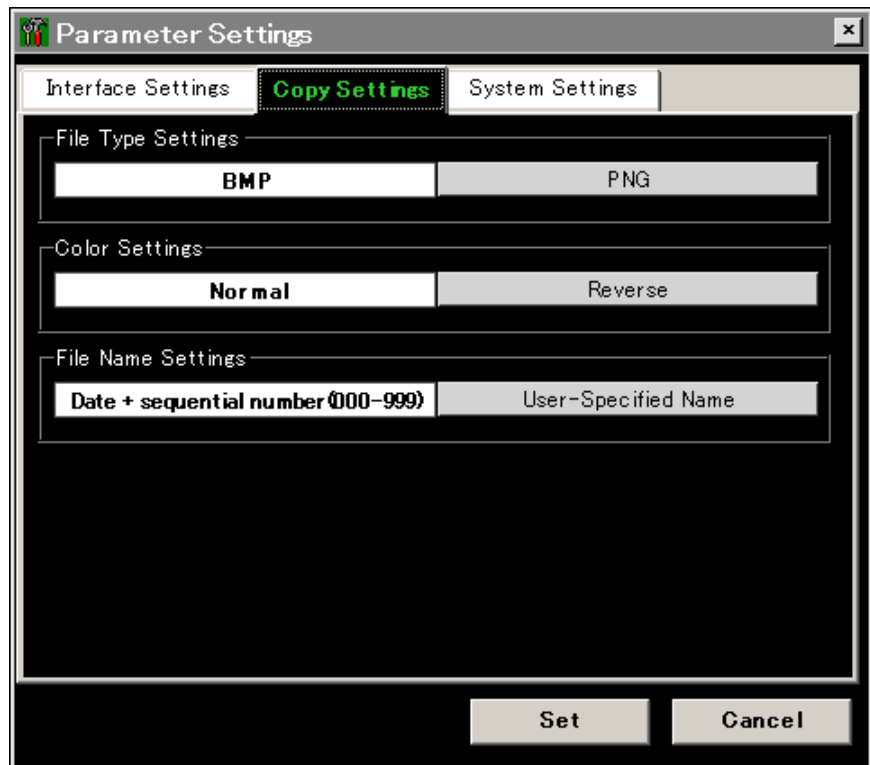 Parameter Settings
Interface Settings Copy Settings System Settings
File Type Settings
BMP PNG
Color Settings
Normal Reverse
File Name Settings
Date + sequential number(000-999) User-Specified Name
Set Cancel